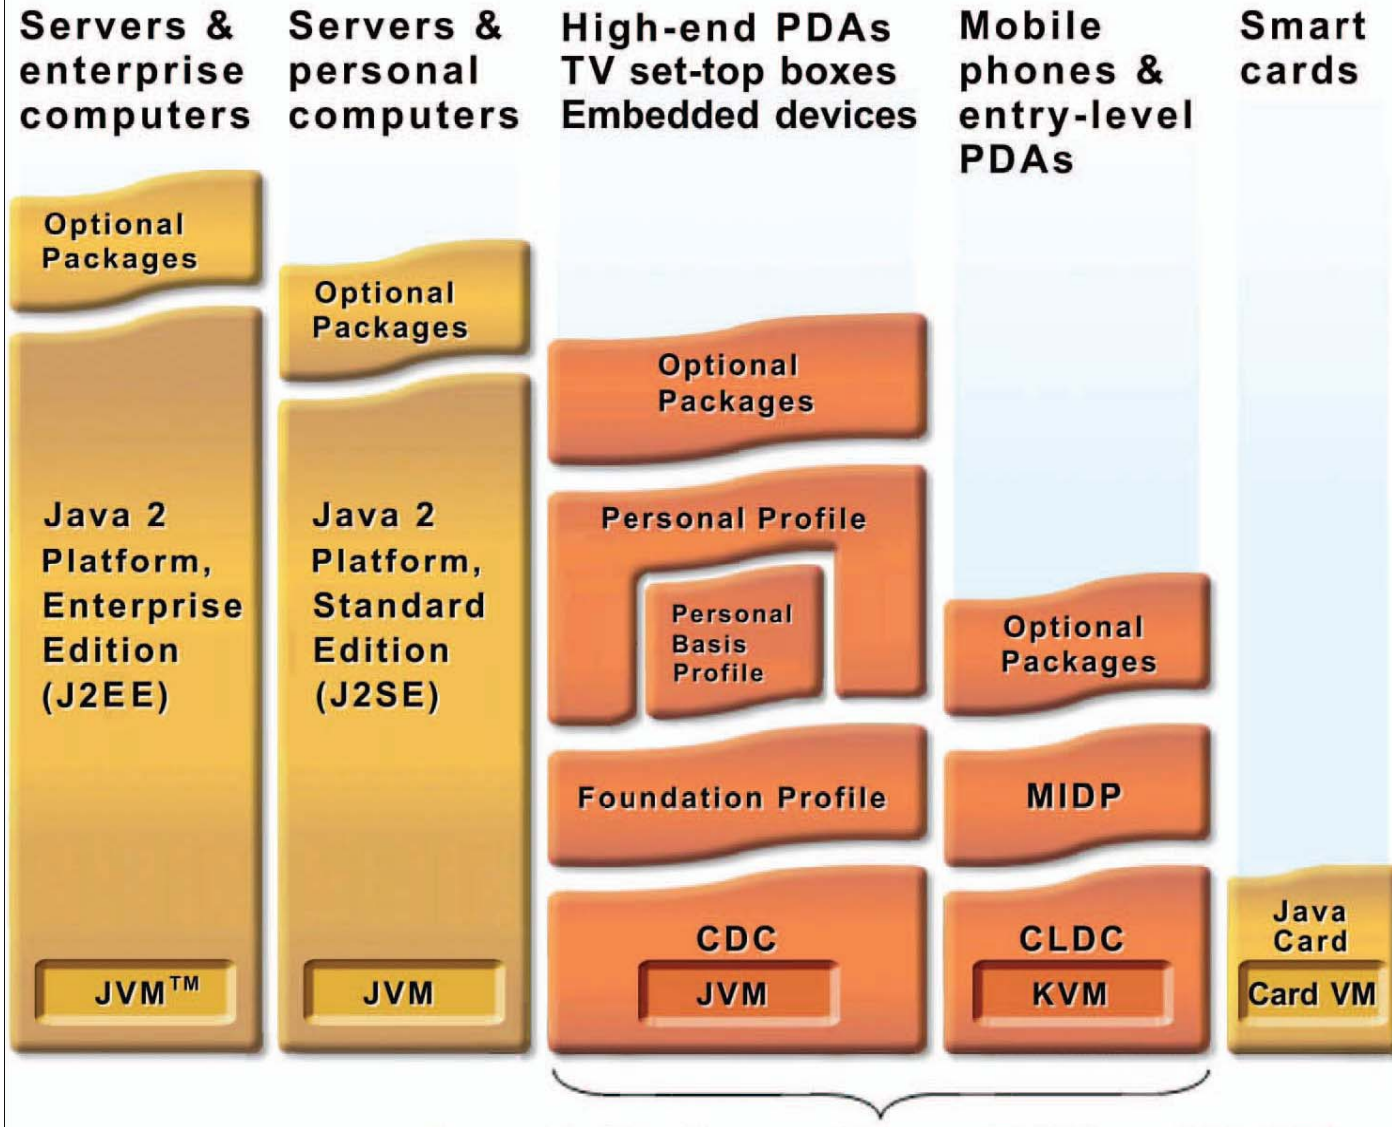 Servers &
enterprise
computers
Servers &
personal
computers
High-end PDAs
TV set-top boxes
Embedded devices
Mobile
phones &
entry-level
PDAs
Smart
cards
Optional
Packages
Java 2
Platform,
Enterprise
Edition
(J2EE)
JVM™
Optional
Packages
Java 2
Platform,
Standard
Edition
(J2SE)
JVM
Optional
Packages
Personal Profile
Personal
Basis
Profile
Foundation Profile
CDC
JVM
Optional
Packages
MIDP
CLDC
KVM
Java
Card
Card VM